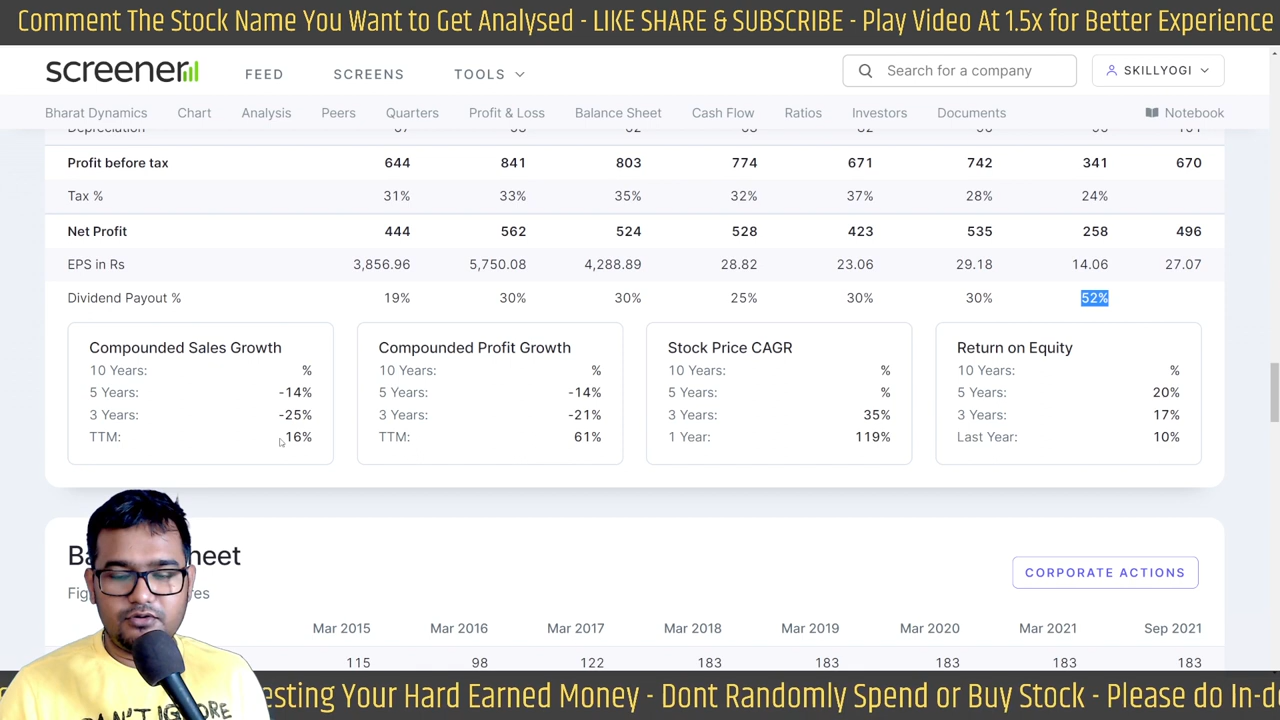 Comment The Stock Name You Want to Get Analysed - LIKE SHARE & SUBSCRIBE - Play Video At 1.5x for Better Experience
screener FEED SCREENS TOOLS Search for a company SKILLYOGI
Bharat Dynamics Chart Analysis Peers Quarters Profit & Loss Balance Sheet Cash Flow Ratios Investors Documents Notebook
Depreciation
Profit before tax 644 841 803 774 671 742 341 670
Tax % 31% 33% 35% 32% 37% 28% 24%
Net Profit 444 562 524 528 423 535 258 496
EPS in Rs 3,856.96 5,750.08 4,288.89 28.82 23.06 29.18 14.06 27.07
Dividend Payout % 19% 30% 30% 25% 30% 30% 52%
Compounded Sales Growth
10 Years: %
5 Years: -14%
3 Years: -25%
TTM: 16%
Compounded Profit Growth
10 Years: %
5 Years: -14%
3 Years: -21%
TTM: 61%
Stock Price CAGR
10 Years: %
5 Years: %
3 Years: 35%
1 Year: 119%
Return on Equity
10 Years: %
5 Years: 20%
3 Years: 17%
Last Year: 10%
CORPORATE ACTIONS
Mar 2015 Mar 2016 Mar 2017 Mar 2018 Mar 2019 Mar 2020 Mar 2021 Sep 2021
115 98 122 183 183 183 183 183
CAN'T IGNORE
esting Your Hard Earned Money - Dont Randomly Spend or Buy Stock - Please do In-d